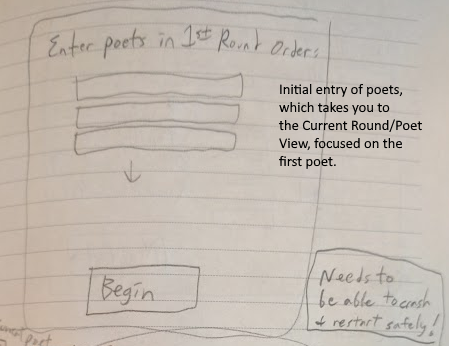 Enter poets in 1st Round Order:
Initial entry of poets,
which takes you to
the Current Round/Poet
View, focused on the
first poet.
Begin
Needs to
be able to crash
+ restart safely!
Poet